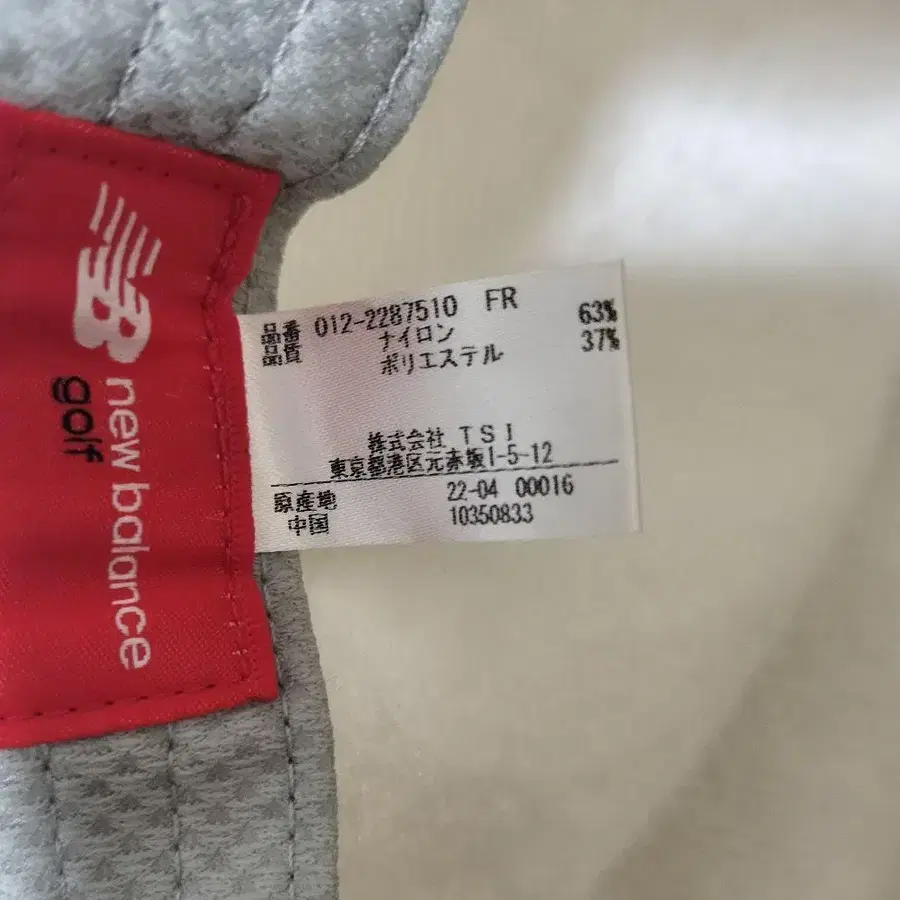 new balance
golf
品番 012-2287510 FR
品質 ナイロン 63%
ポリエステル 37%
株式会社 TSI
東京都港区元赤坂1-5-12
原産地 22-04 00016
中国 10350833